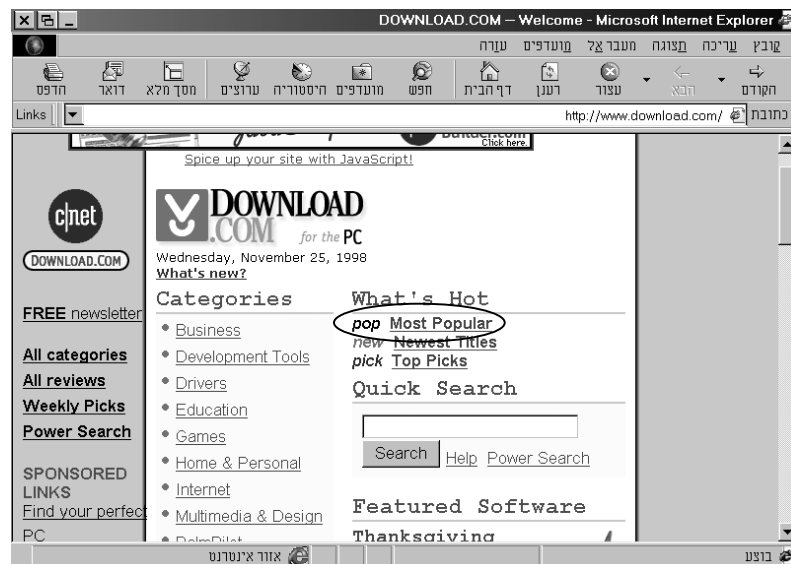 DOWNLOAD.COM — Welcome - Microsoft Internet Explorer
קובץ עריכה תצוגה מעבר אל מועדפים עזרה
הקודם הבא עצור רענן דף הבית חפש מועדפים היסטוריה ערוצים מסך מלא דואר הדפס
כתובת http://www.download.com/ Links
Builder.com
Click here.
Spice up your site with JavaScript!
c|net
DOWNLOAD.COM
FREE newsletter
All categories
All reviews
Weekly Picks
Power Search
SPONSORED
LINKS
Find your perfect
PC
DOWNLOAD
.COM for the PC
Wednesday, November 25, 1998
What's new?
Categories
Business
Development Tools
Drivers
Education
Games
Home & Personal
Internet
Multimedia & Design
PalmPilot
What's Hot
pop Most Popular
new Newest Titles
pick Top Picks
Quick Search
Search Help Power Search
Featured Software
Thanksgiving
בוצע אזור אינטרנט